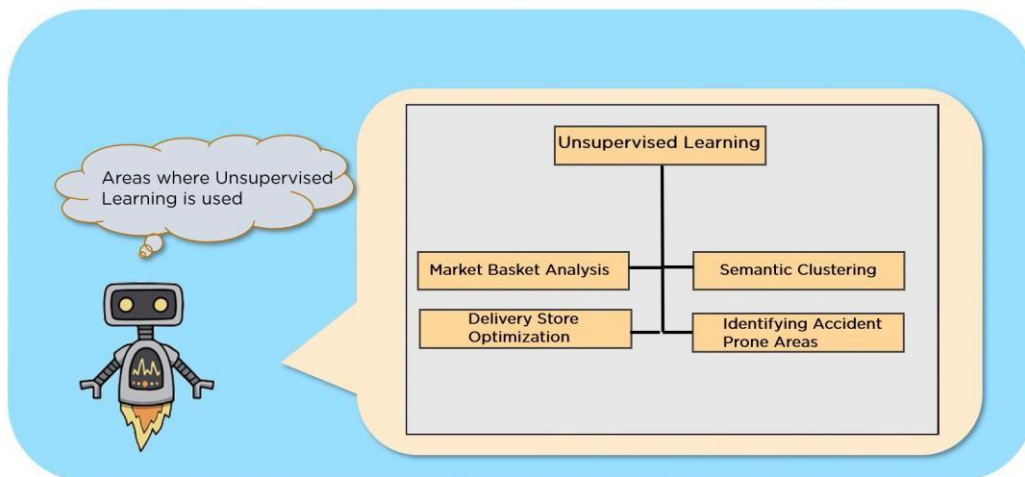 Areas where Unsupervised
Learning is used
Unsupervised Learning
Market Basket Analysis
Semantic Clustering
Delivery Store
Optimization
Identifying Accident
Prone Areas